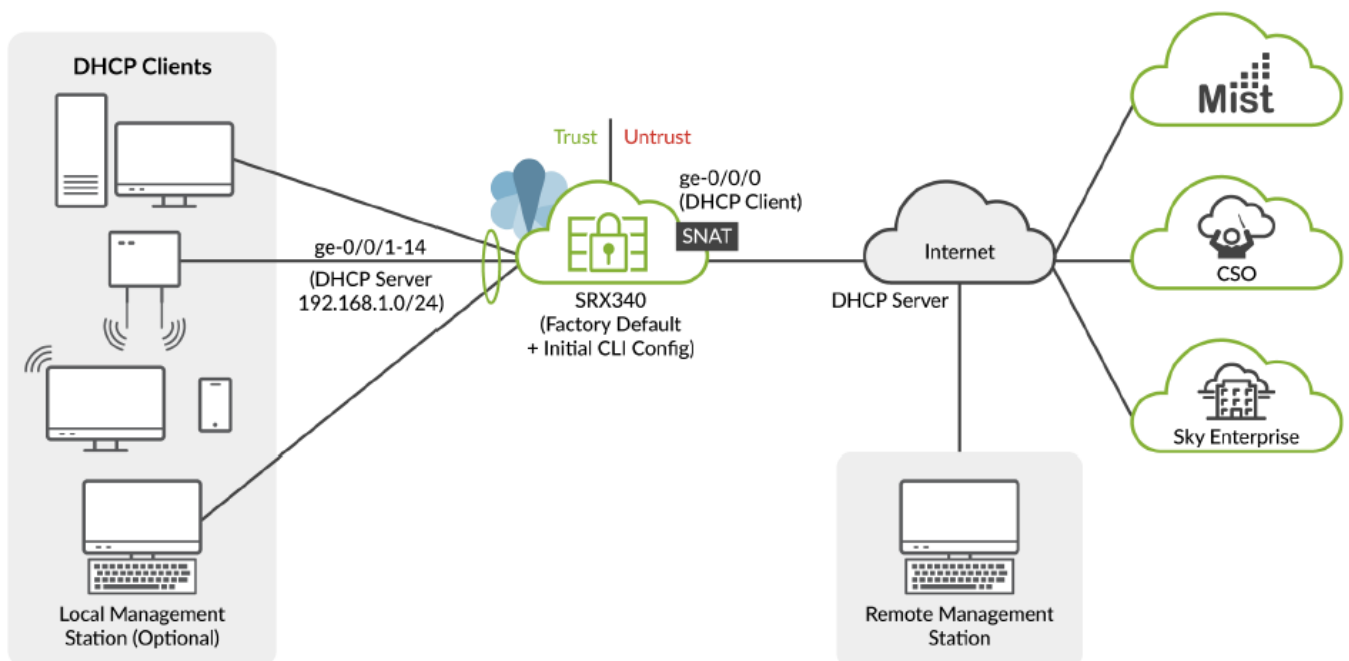 DHCP Clients
Trust
Untrust
ge-0/0/0
(DHCP Client)
SNAT
ge-0/0/1-14
(DHCP Server
192.168.1.0/24)
SRX340
(Factory Default
+ Initial CLI Config)
Internet
DHCP Server
Mist
CSO
Sky Enterprise
Local Management
Station (Optional)
Remote Management
Station